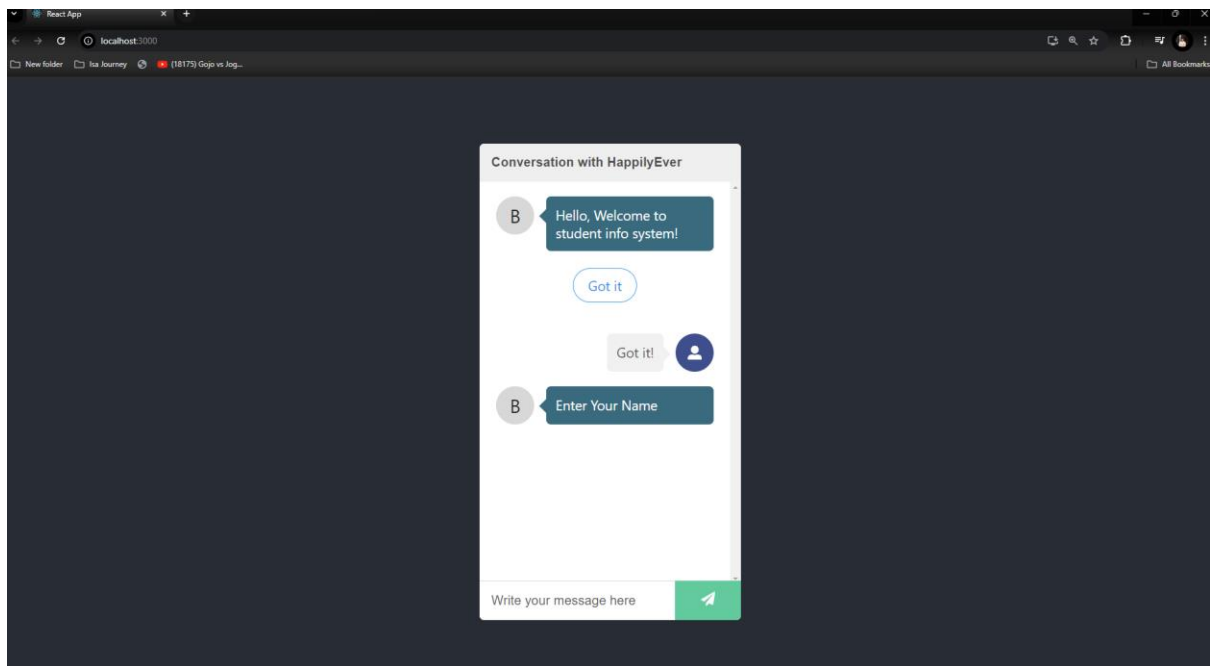 React App
localhost:3000
New folder
Isa Journey
(18175) Gojo vs Jog...
All Bookmarks
Conversation with HappilyEver
B
Hello, Welcome to
student info system!
Got it
Got it!
B
Enter Your Name
Write your message here